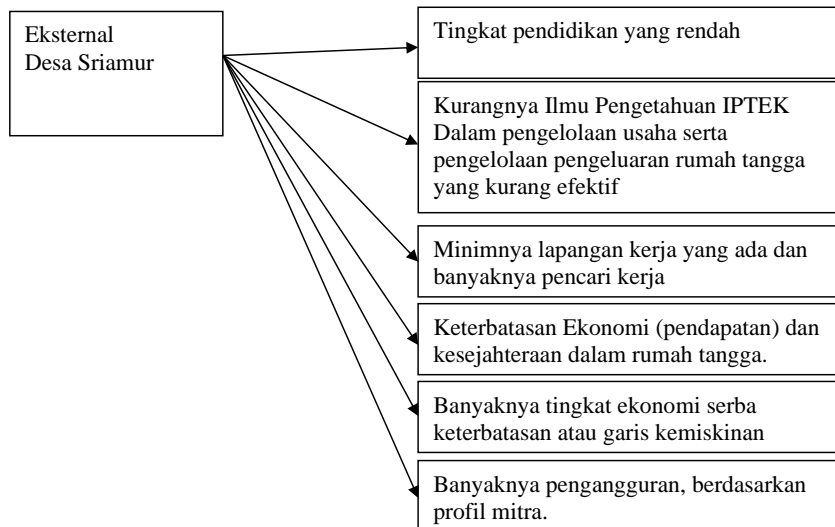 Eksternal
Desa Sriamur
Tingkat pendidikan yang rendah
Kurangnya Ilmu Pengetahuan IPTEK
Dalam pengelolaan usaha serta
pengelolaan pengeluaran rumah tangga
yang kurang efektif
Minimnya lapangan kerja yang ada dan
banyaknya pencari kerja
Keterbatasan Ekonomi (pendapatan) dan
kesejahteraan dalam rumah tangga.
Banyaknya tingkat ekonomi serba
keterbatasan atau garis kemiskinan
Banyaknya pengangguran, berdasarkan
profil mitra.